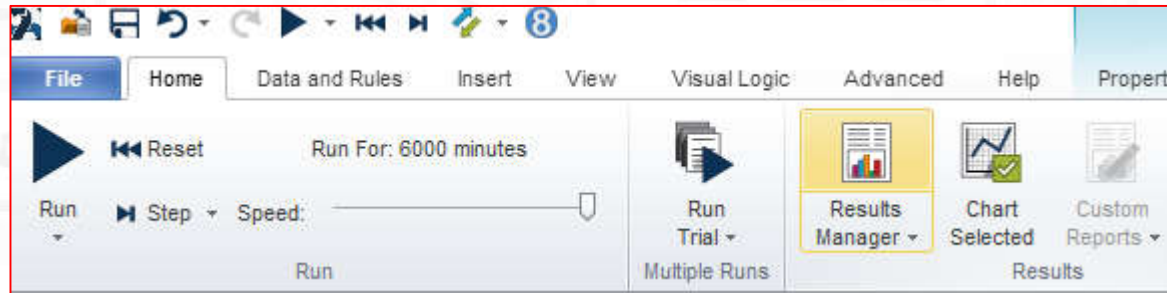 8
File Home Data and Rules Insert View Visual Logic Advanced Help Propert
Reset Run For: 6000 minutes
Run Step Speed: Run Trial Results Manager Chart Selected Custom Reports
Run Multiple Runs Results